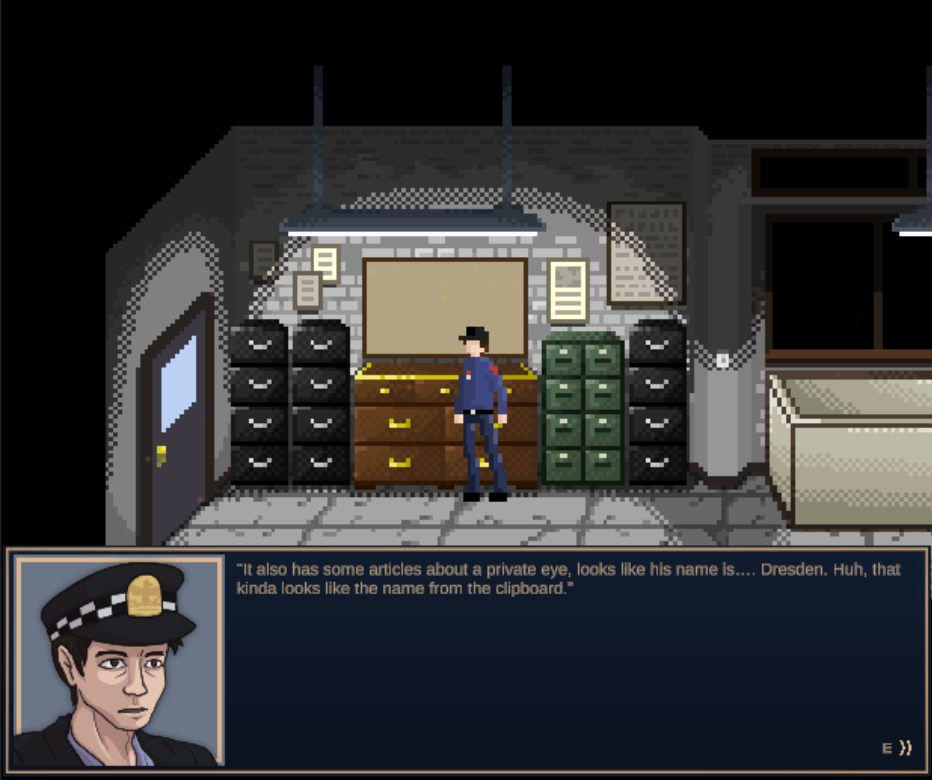 "It also has some articles about a private eye, looks like his name is.... Dresden. Huh, that
kinda looks like the name from the clipboard."
E